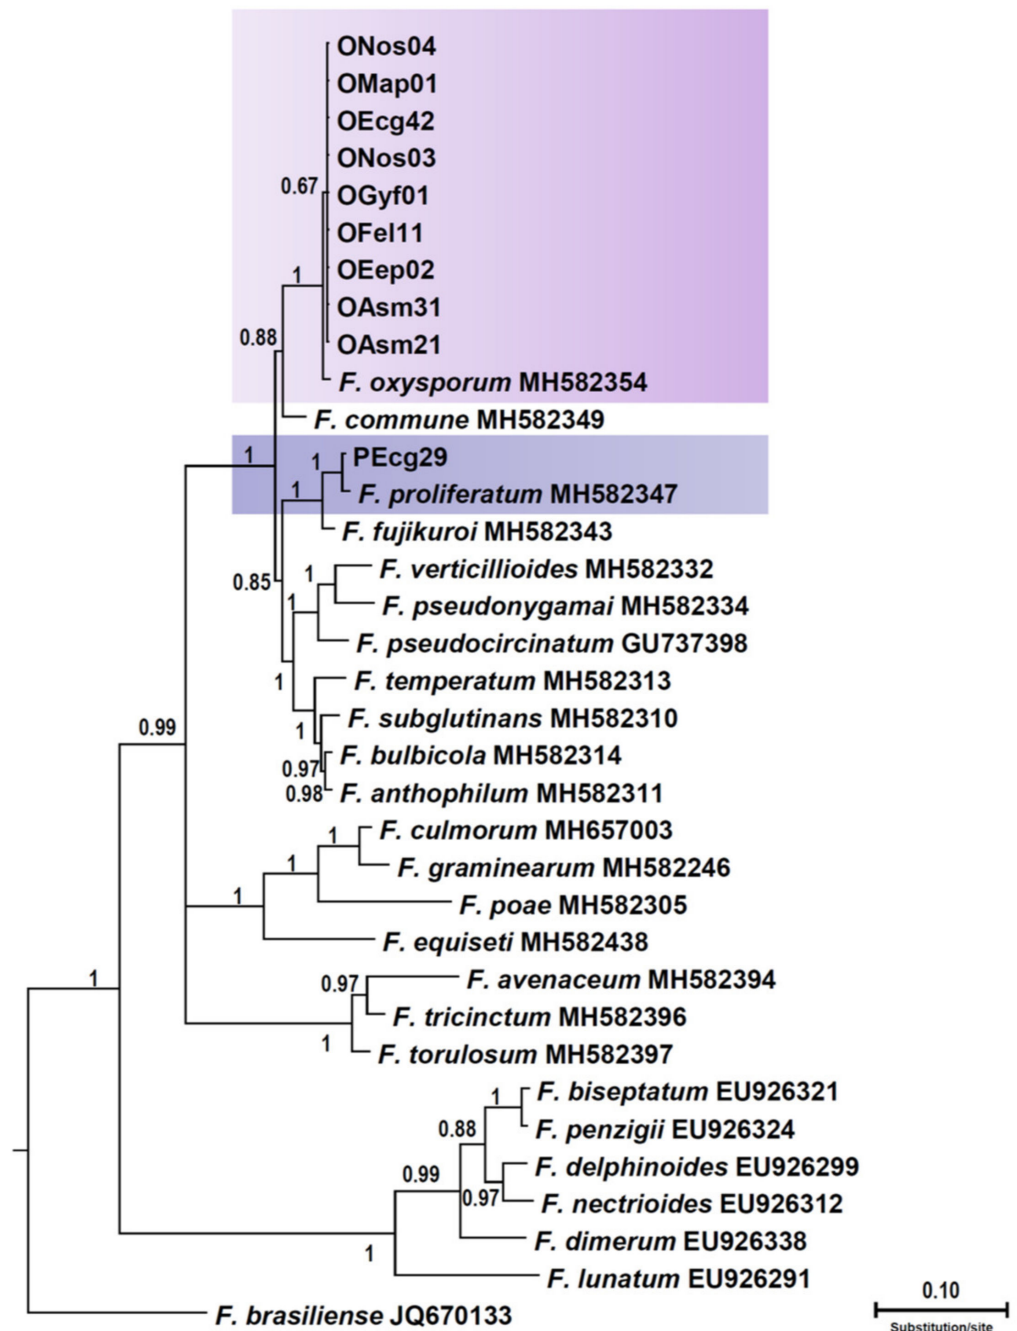 ONos04
OMap01
OEcg42
ONos03
0.67
OGyf01
OFel11
OEep02
1
OAsm31
0.88
OAsm21
F. oxysporum MH582354
F. commune MH582349
1
1
PEcg29
1
F. proliferatum MH582347
F. fujikuroi MH582343
1
F. verticillioides MH582332
0.85
1
F. pseudonygamai MH582334
F. pseudocircinatum GU737398
1
F. temperatum MH582313
0.99
1
F. subglutinans MH582310
F. bulbicola MH582314
0.97
0.98
F. anthophilum MH582311
1
F. culmorum MH657003
1
F. graminearum MH582246
1
F. poae MH582305
F. equiseti MH582438
1
0.97
F. avenaceum MH582394
F. tricinctum MH582396
1
F. torulosum MH582397
1
F. biseptatum EU926321
0.88
F. penzigii EU926324
0.99
F. delphinoides EU926299
0.97
F. nectrioides EU926312
1
F. dimerum EU926338
F. lunatum EU926291
0.10
F. brasiliense JQ670133
Substitution/site